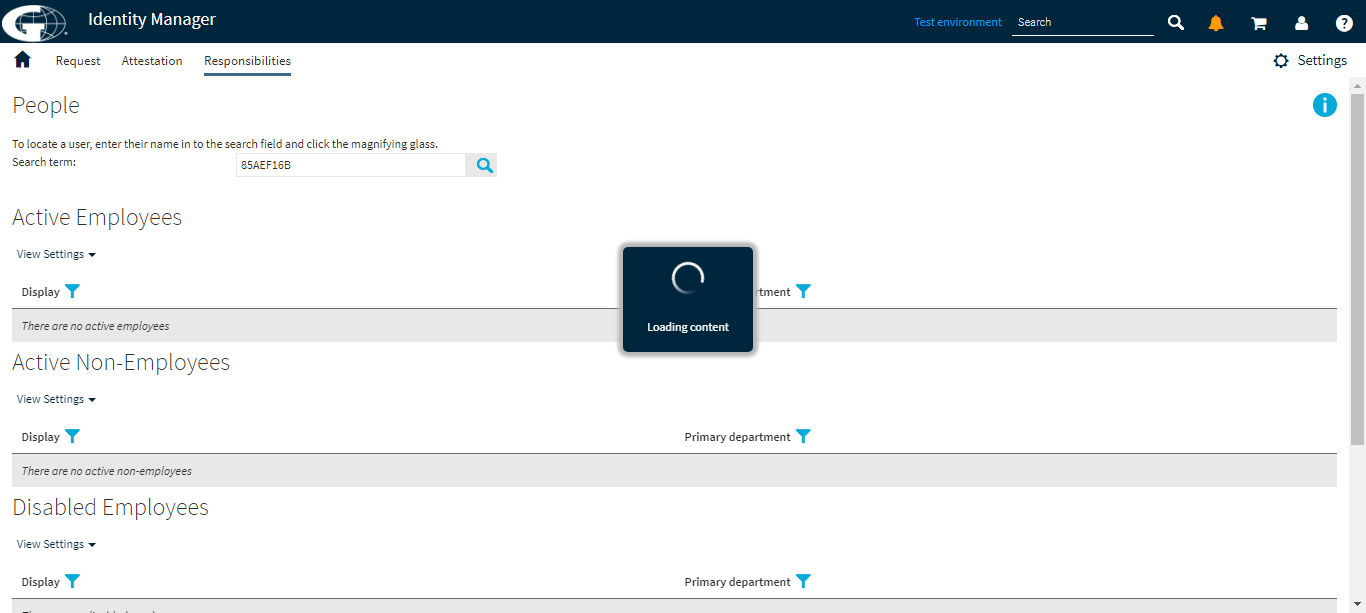 Identity Manager
Test environment
Search
Request
Attestation
Responsibilities
Settings
People
To locate a user, enter their name in to the search field and click the magnifying glass.
Search term:
85AEF16B
Active Employees
View Settings
Display
rtment
There are no active employees
Loading content
Active Non-Employees
View Settings
Display
Primary department
There are no active non-employees
Disabled Employees
View Settings
Display
Primary department